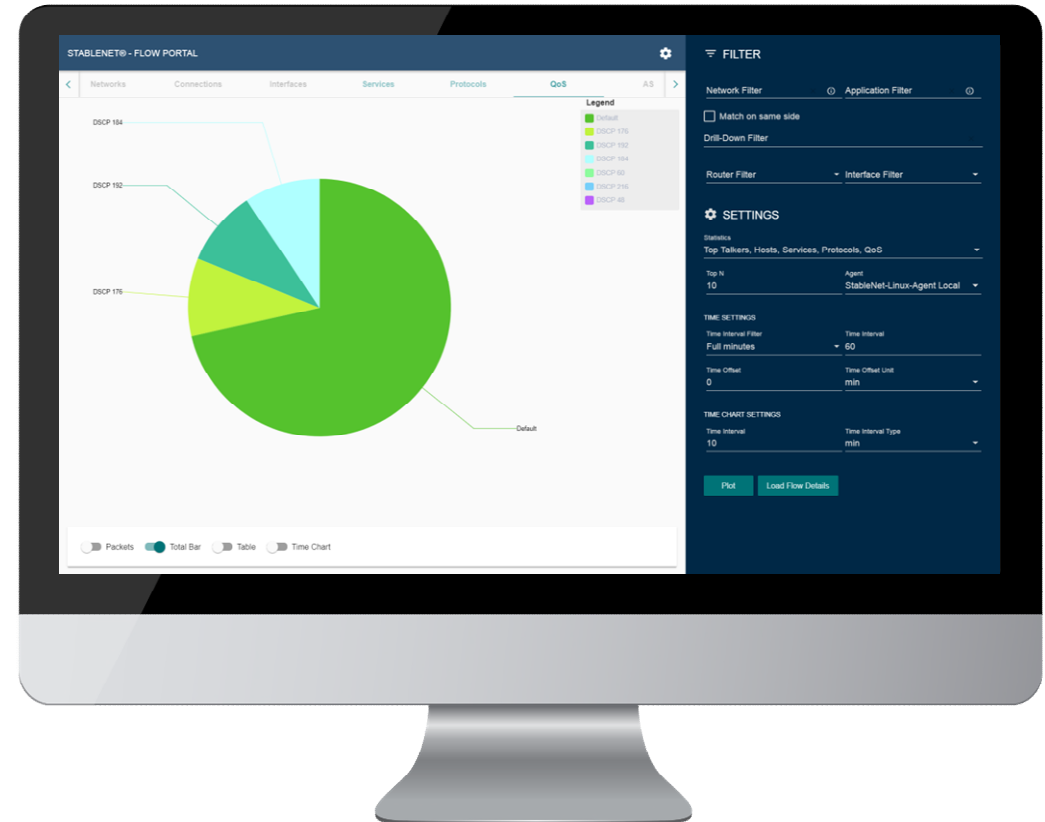 STABLENET® - FLOW PORTAL
Networks Connections Interfaces Services Protocols QoS AS
Legend
Default
DSCP 176
DSCP 192
DSCP 184
DSCP 60
DSCP 216
DSCP 48
DSCP 184
DSCP 192
DSCP 176
Default
Packets Total Bar Table Time Chart
FILTER
Network Filter Application Filter
Match on same side
Drill-Down Filter
Router Filter Interface Filter
SETTINGS
Statistics
Top Talkers, Hosts, Services, Protocols, QoS
Top N Agent
10 StableNet-Linux-Agent Local
TIME SETTINGS
Time Interval Filter Time Interval
Full minutes 60
Time Offset Time Offset Unit
0 min
TIME CHART SETTINGS
Time Interval Time Interval Type
10 min
Plot Load Flow Details